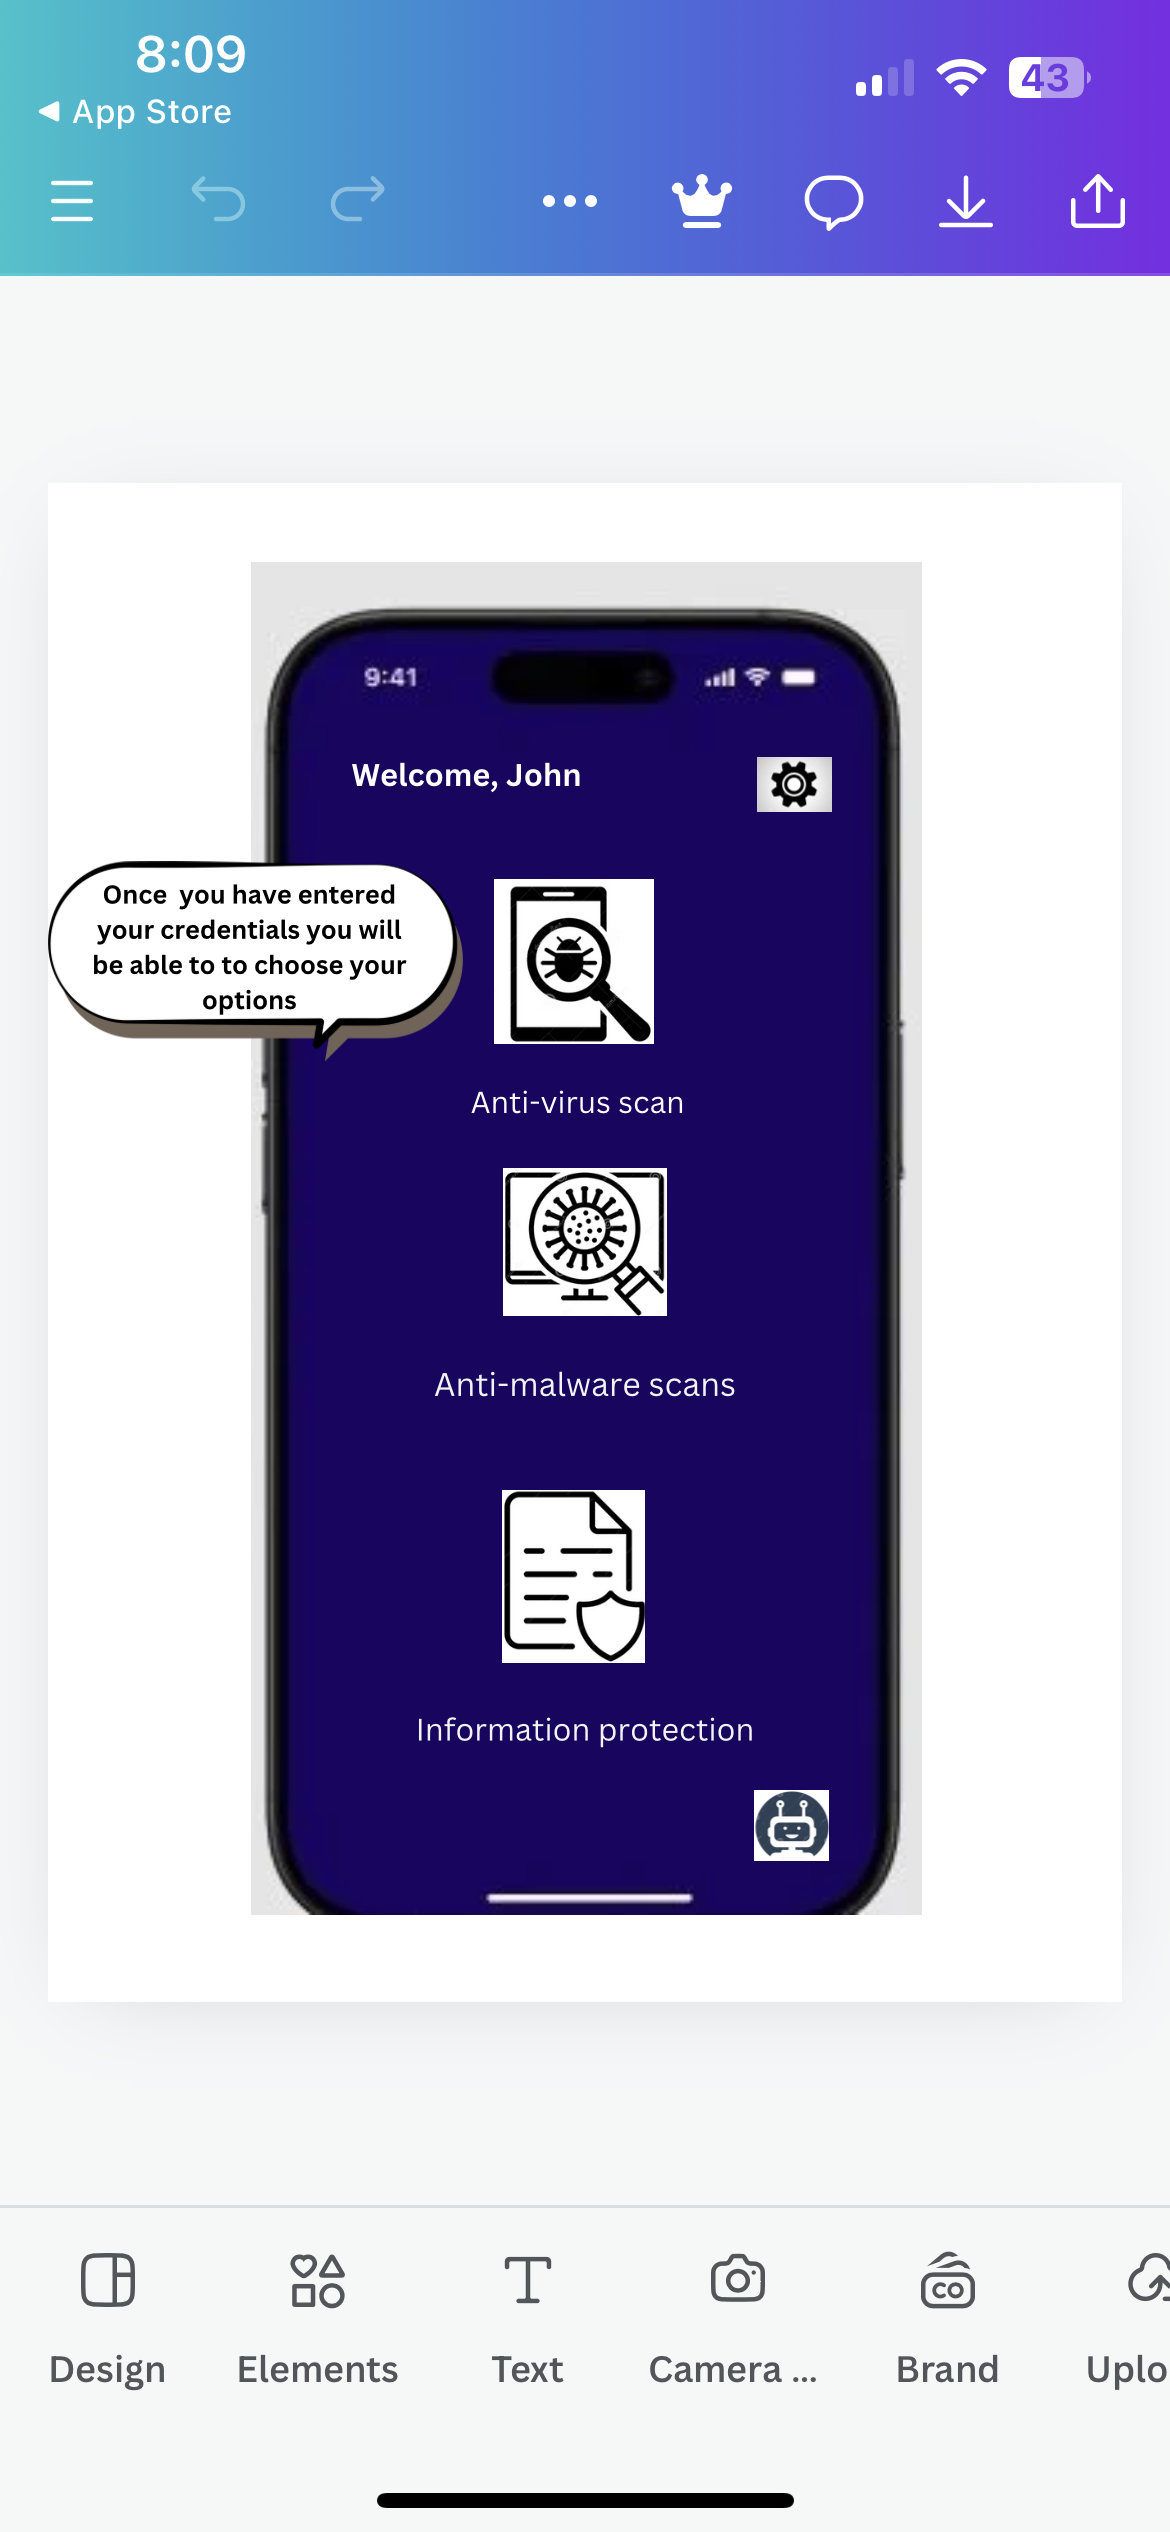 8:09
App Store
43
9:41
Welcome, John
Once  you have entered
your credentials you will
be able to to choose your
options
Anti-virus scan
Anti-malware scans
Information protection
CO
Design
Elements
Text
Camera ...
Brand
Uplo